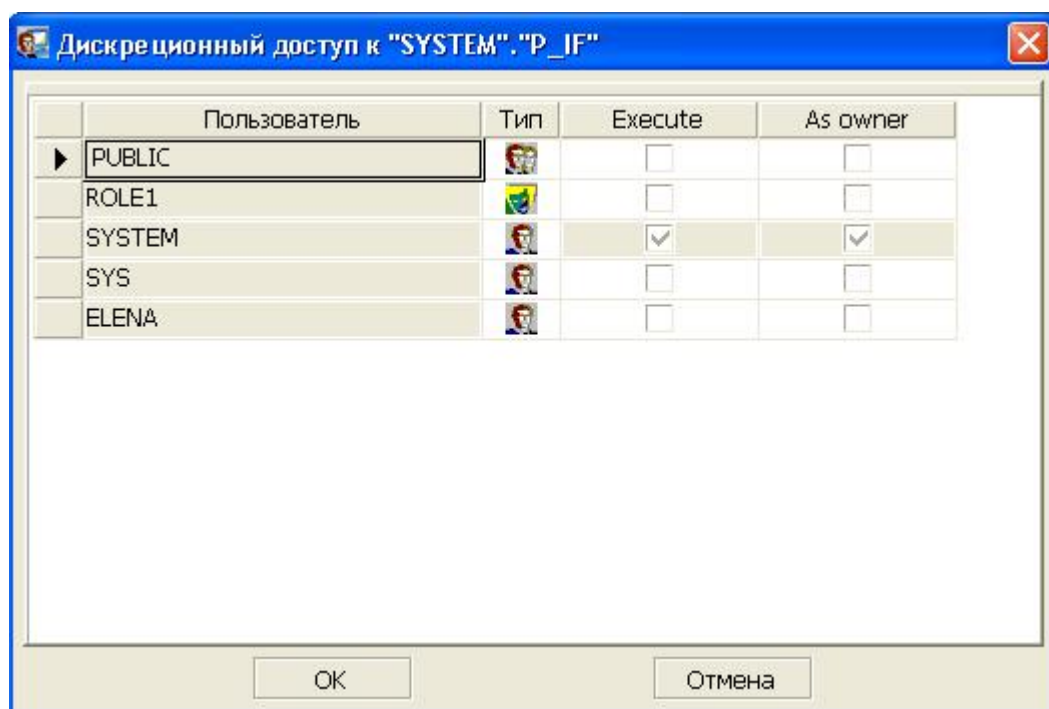 Дискреционный доступ к "SYSTEM"."P_IF"
Пользователь Тип Execute As owner
PUBLIC
ROLE1
SYSTEM
SYS
ELENA
OK Отмена